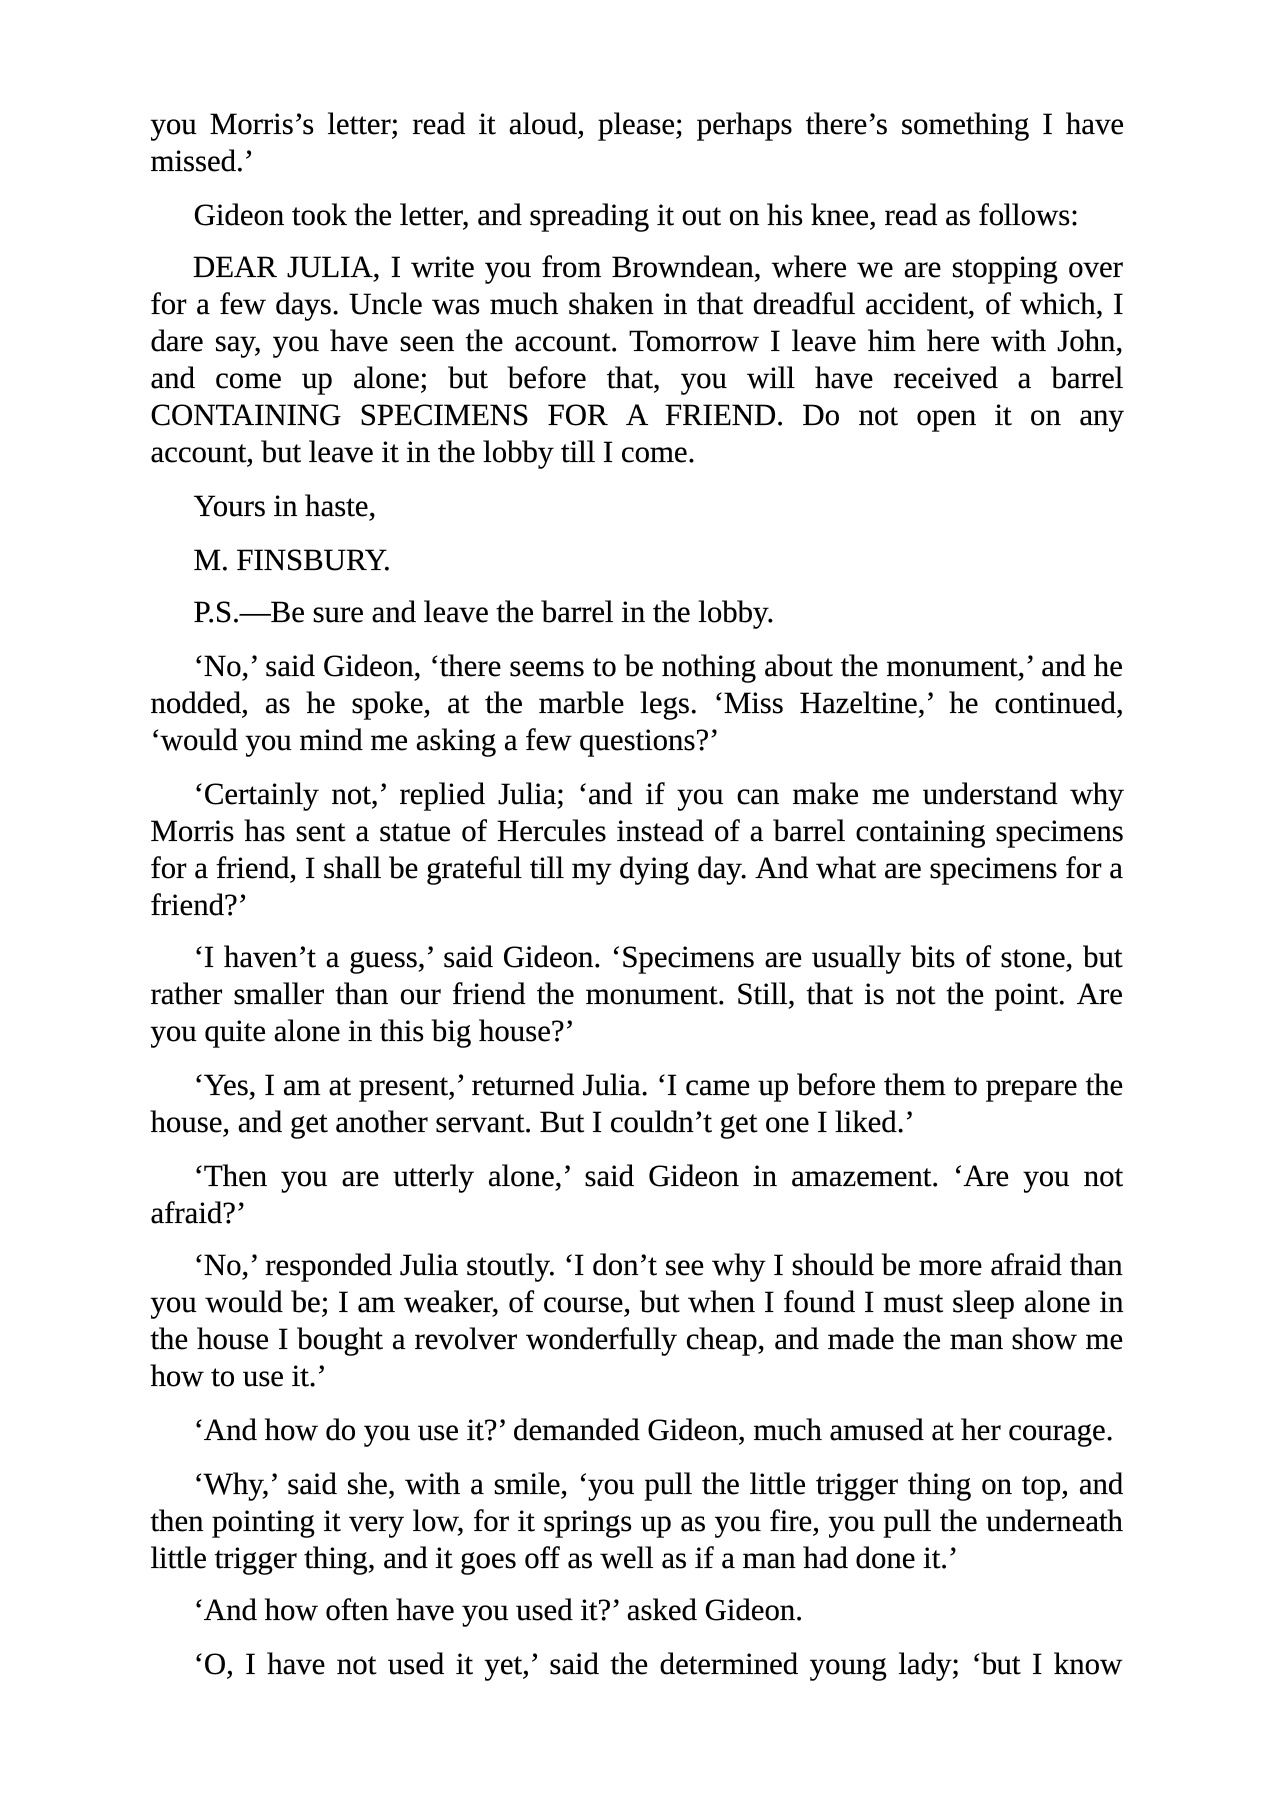 you Morris’s letter; read it aloud, please; perhaps there’s something I have
missed.’
Gideon took the letter, and spreading it out on his knee, read as follows:
DEAR JULIA, I write you from Browndean, where we are stopping over
for a few days. Uncle was much shaken in that dreadful accident, of which, I
dare say, you have seen the account. Tomorrow I leave him here with John,
and come up alone; but before that, you will have received a barrel
CONTAINING SPECIMENS FOR A FRIEND. Do not open it on any
account, but leave it in the lobby till I come.
Yours in haste,
M. FINSBURY.
P.S.—Be sure and leave the barrel in the lobby.
‘No,’ said Gideon, ‘there seems to be nothing about the monument,’ and he
nodded, as he spoke, at the marble legs. ‘Miss Hazeltine,’ he continued,
‘would you mind me asking a few questions?’
‘Certainly not,’ replied Julia; ‘and if you can make me understand why
Morris has sent a statue of Hercules instead of a barrel containing specimens
for a friend, I shall be grateful till my dying day. And what are specimens for a
friend?’
‘I haven’t a guess,’ said Gideon. ‘Specimens are usually bits of stone, but
rather smaller than our friend the monument. Still, that is not the point. Are
you quite alone in this big house?’
‘Yes, I am at present,’ returned Julia. ‘I came up before them to prepare the
house, and get another servant. But I couldn’t get one I liked.’
‘Then you are utterly alone,’ said Gideon in amazement. ‘Are you not
afraid?’
‘No,’ responded Julia stoutly. ‘I don’t see why I should be more afraid than
you would be; I am weaker, of course, but when I found I must sleep alone in
the house I bought a revolver wonderfully cheap, and made the man show me
how to use it.’
‘And how do you use it?’ demanded Gideon, much amused at her courage.
‘Why,’ said she, with a smile, ‘you pull the little trigger thing on top, and
then pointing it very low, for it springs up as you fire, you pull the underneath
little trigger thing, and it goes off as well as if a man had done it.’
‘And how often have you used it?’ asked Gideon.
‘O, I have not used it yet,’ said the determined young lady; ‘but I know